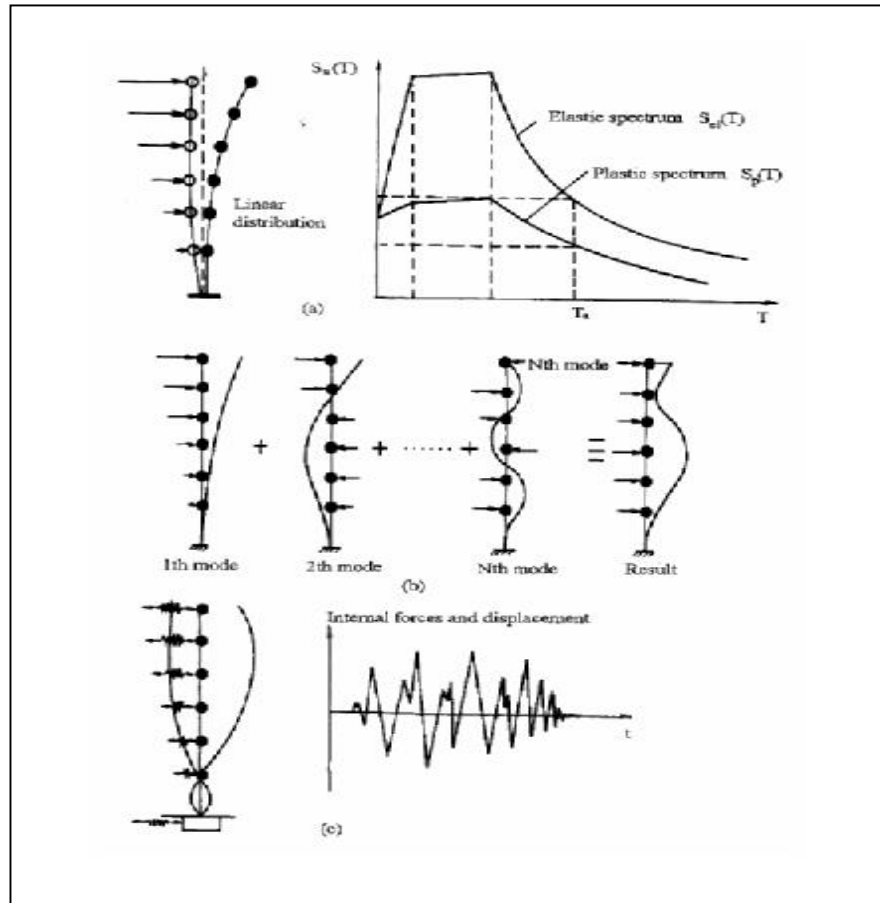 Sₑ(T)
Elastic spectrum Sₑₗ(T)
Plastic spectrum Sₚ(T)
Linear
distribution
(a)
Tₐ
T
Nth mode
+
+ ...... +
≡
1th mode
2th mode
Nth mode
Result
(b)
Internal forces and displacement
t
(c)